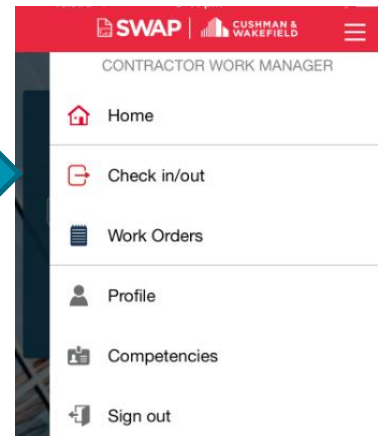 SWAP | CUSHMAN & WAKEFIELD
CONTRACTOR WORK MANAGER
Home
Check in/out
Work Orders
Profile
Competencies
Sign out